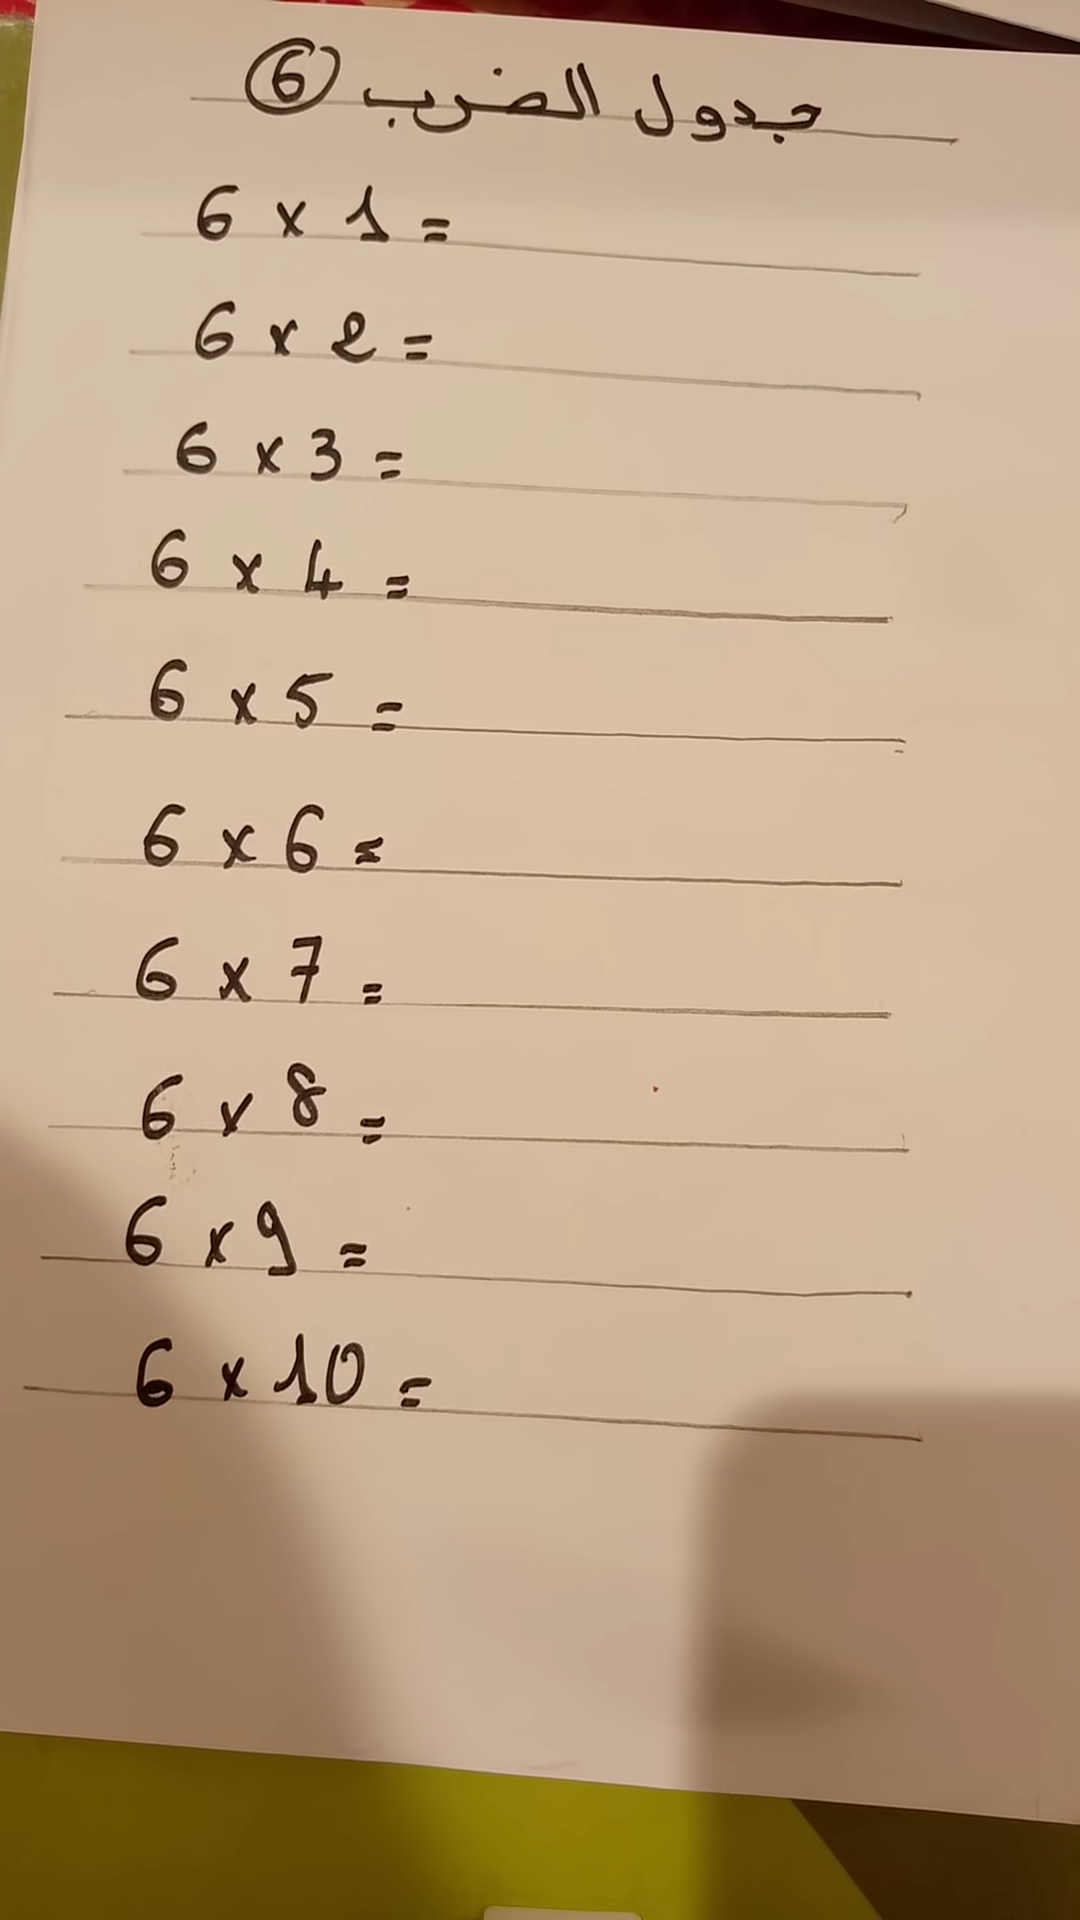 جدول الضرب 6
6 x 1 =
6 x 2 =
6 x 3 =
6 x 4 =
6 x 5 =
6 x 6 =
6 x 7 =
6 x 8 =
6 x 9 =
6 x 10 =